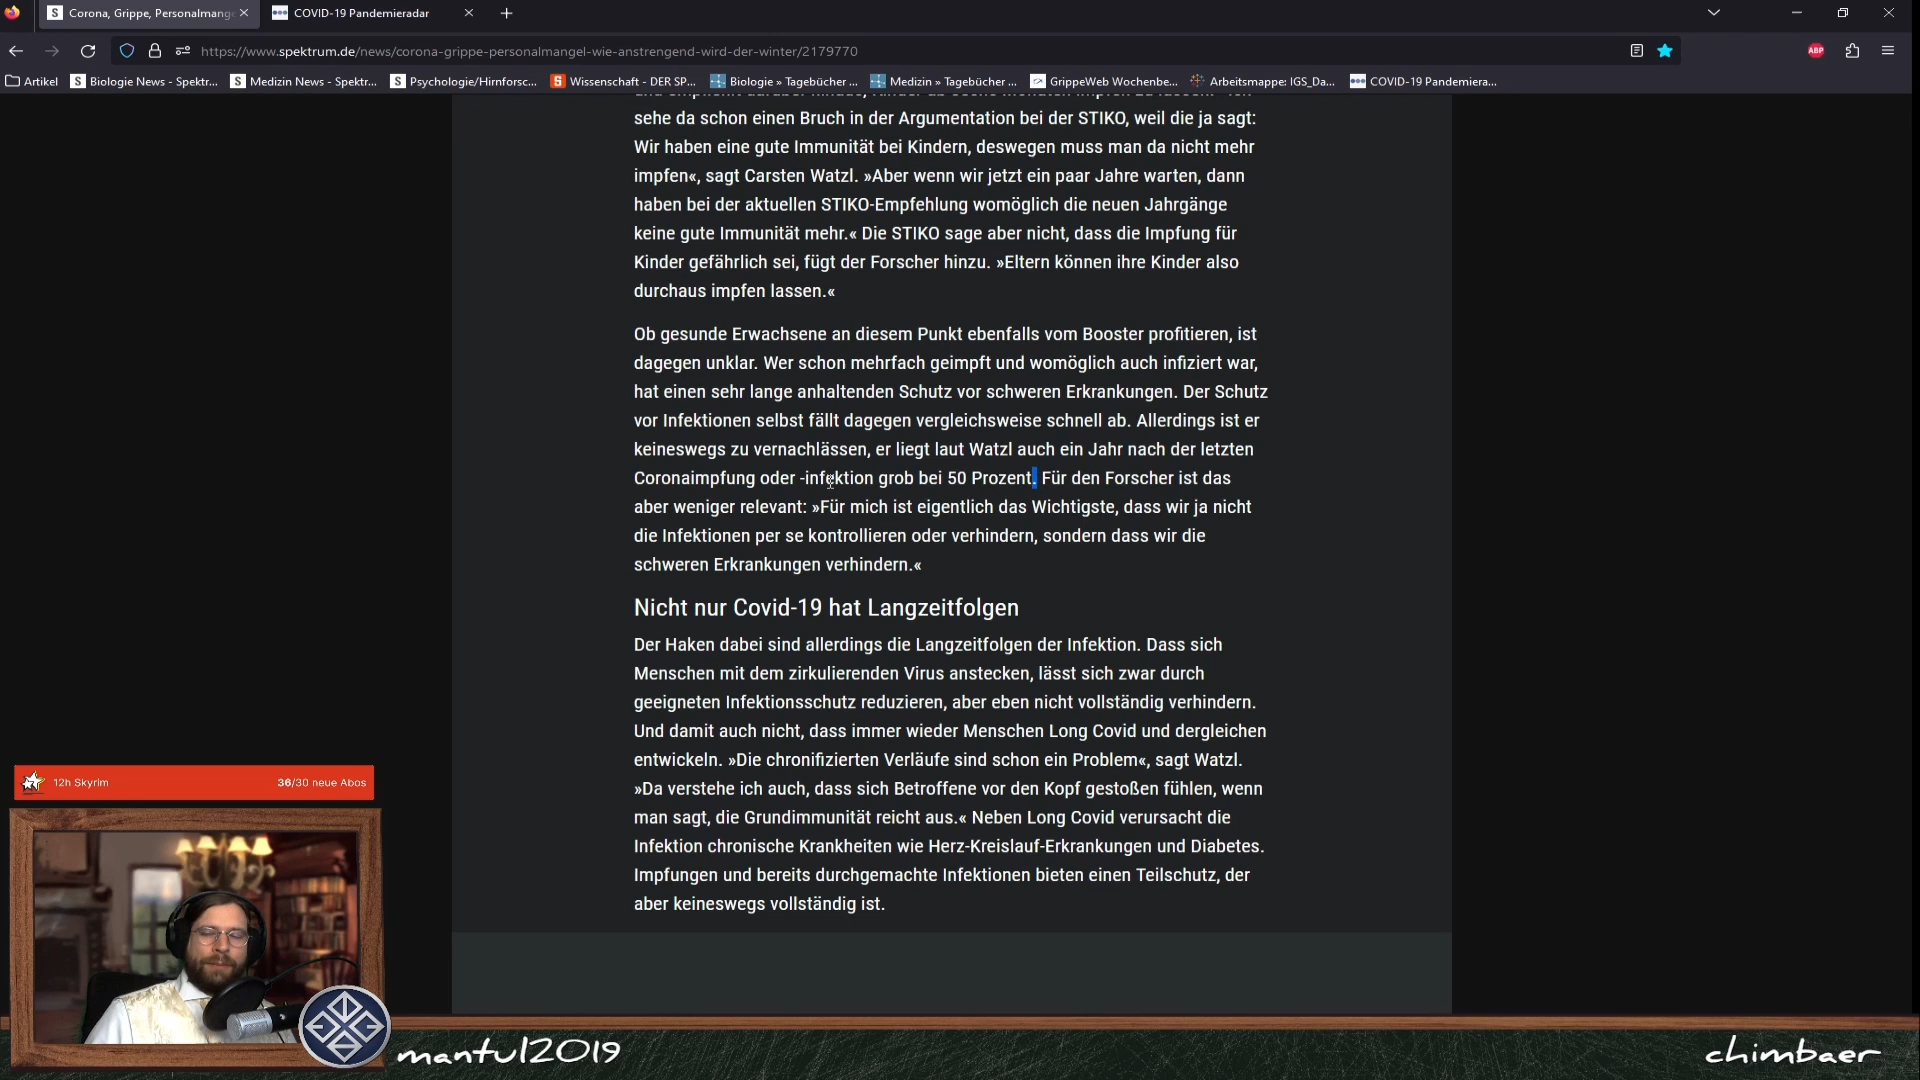 Corona, Grippe, Personalmang
COVID-19 Pandemieradar
https://www.spektrum.de/news/corona-grippe-personalmangel-wie-anstrengend-wird-der-winter/2179770
ABP
Artikel
S Biologie News - Spektr...
S Medizin News - Spektr...
S Psychologie/Hirnforsc...
Wissenschaft - DER SP...
Biologie » Tagebücher ...
Medizin » Tagebücher ...
GrippeWeb Wochenbe...
Arbeitsmappe: IGS_Da...
COVID-19 Pandemiera...
sehe da schon einen Bruch in der Argumentation bei der STIKO, weil die ja sagt:
Wir haben eine gute Immunität bei Kindern, deswegen muss man da nicht mehr
impfen«, sagt Carsten Watzl. »Aber wenn wir jetzt ein paar Jahre warten, dann
haben bei der aktuellen STIKO-Empfehlung womöglich die neuen Jahrgänge
keine gute Immunität mehr.« Die STIKO sage aber nicht, dass die Impfung für
Kinder gefährlich sei, fügt der Forscher hinzu. »Eltern können ihre Kinder also
durchaus impfen lassen.«
Ob gesunde Erwachsene an diesem Punkt ebenfalls vom Booster profitieren, ist
dagegen unklar. Wer schon mehrfach geimpft und womöglich auch infiziert war,
hat einen sehr lange anhaltenden Schutz vor schweren Erkrankungen. Der Schutz
vor Infektionen selbst fällt dagegen vergleichsweise schnell ab. Allerdings ist er
keineswegs zu vernachlässen, er liegt laut Watzl auch ein Jahr nach der letzten
Coronaimpfung oder -infektion grob bei 50 Prozent. Für den Forscher ist das
aber weniger relevant: »Für mich ist eigentlich das Wichtigste, dass wir ja nicht
die Infektionen per se kontrollieren oder verhindern, sondern dass wir die
schweren Erkrankungen verhindern.«
Nicht nur Covid-19 hat Langzeitfolgen
Der Haken dabei sind allerdings die Langzeitfolgen der Infektion. Dass sich
Menschen mit dem zirkulierenden Virus anstecken, lässt sich zwar durch
geeigneten Infektionsschutz reduzieren, aber eben nicht vollständig verhindern.
Und damit auch nicht, dass immer wieder Menschen Long Covid und dergleichen
entwickeln. »Die chronifizierten Verläufe sind schon ein Problem«, sagt Watzl.
»Da verstehe ich auch, dass sich Betroffene vor den Kopf gestoßen fühlen, wenn
man sagt, die Grundimmunität reicht aus.« Neben Long Covid verursacht die
Infektion chronische Krankheiten wie Herz-Kreislauf-Erkrankungen und Diabetes.
Impfungen und bereits durchgemachte Infektionen bieten einen Teilschutz, der
aber keineswegs vollständig ist.
12h Skyrim 36/30 neue Abos
mantul2019
chimbaer